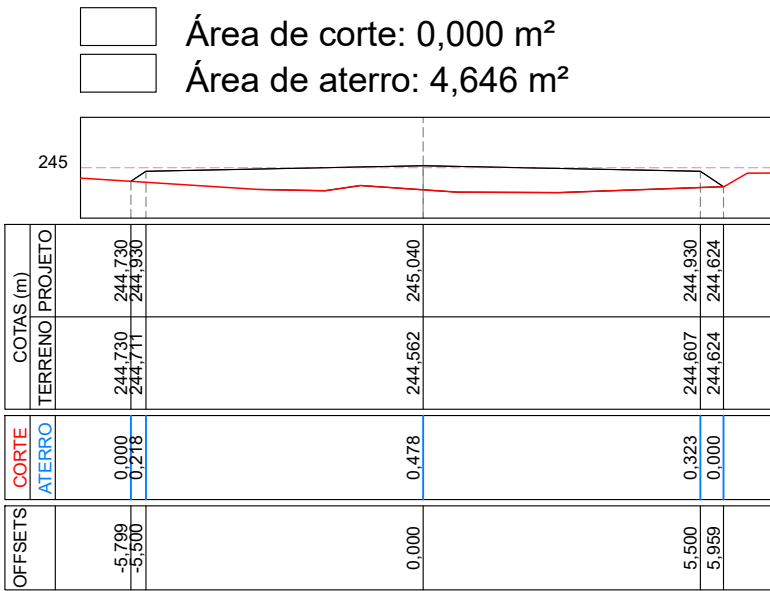 Área de corte: 0,000 m²
Área de aterro: 4,646 m²
245
COTAS (m)
PROJETO
244,730
244,930
245,040
244,930
244,624
TERRENO
244,730
244,711
244,562
244,607
244,624
CORTE
ATERRO
0,000
0,218
0,478
0,323
0,000
OFFSETS
-5,799
-5,500
0,000
5,500
5,959